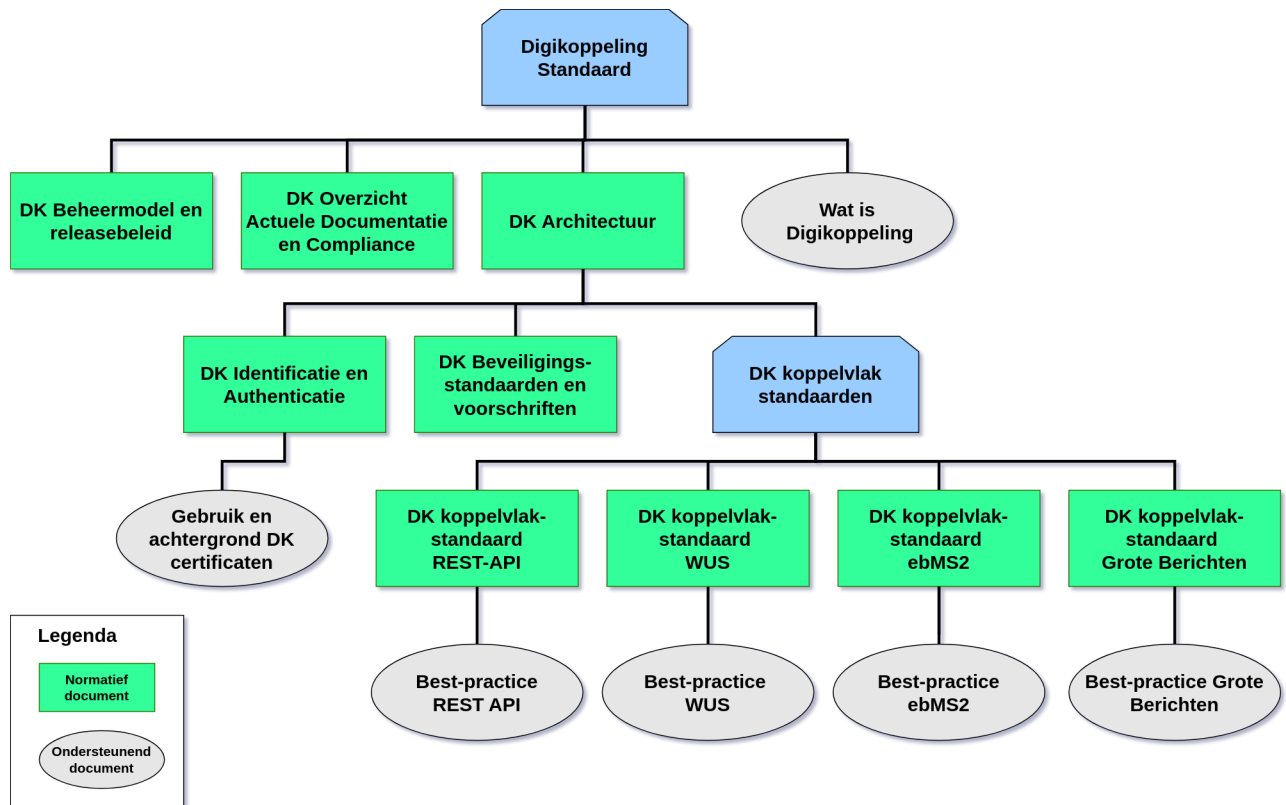 Digikoppeling
Standaard
DK Beheermodel en
releasebeleid
DK Overzicht
Actuele Documentatie
en Compliance
DK Architectuur
Wat is
Digikoppeling
DK Identificatie en
Authenticatie
DK Beveiligings-
standaarden en
voorschriften
DK koppelvlak
standaarden
Gebruik en
achtergrond DK
certificaten
DK koppelvlak-
standaard
REST-API
DK koppelvlak-
standaard
WUS
DK koppelvlak-
standaard
ebMS2
DK koppelvlak-
standaard
Grote Berichten
Best-practice
REST API
Best-practice
WUS
Best-practice
ebMS2
Best-practice Grote
Berichten
Legenda
Normatief
document
Ondersteunend
document